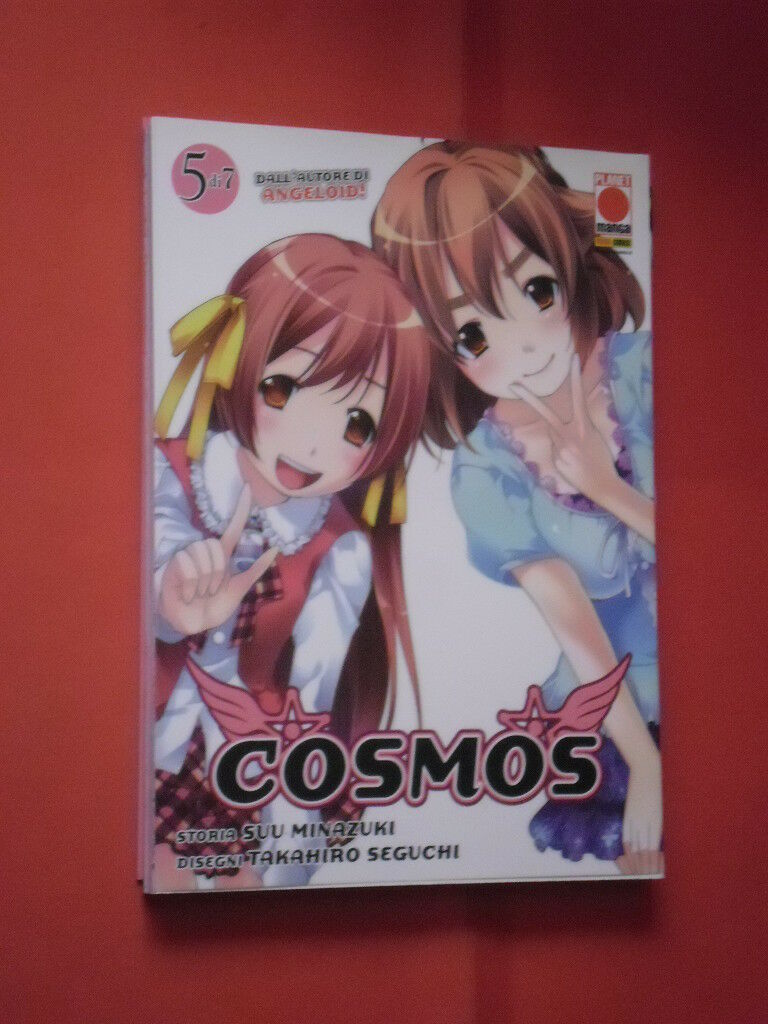 5 di 7
DALL'AUTORE DI
ANGELOID!
PLANET
manga
COSMOS
STORIA SUU MINAZUKI
DISEGNI TAKAHIRO SEGUCHI